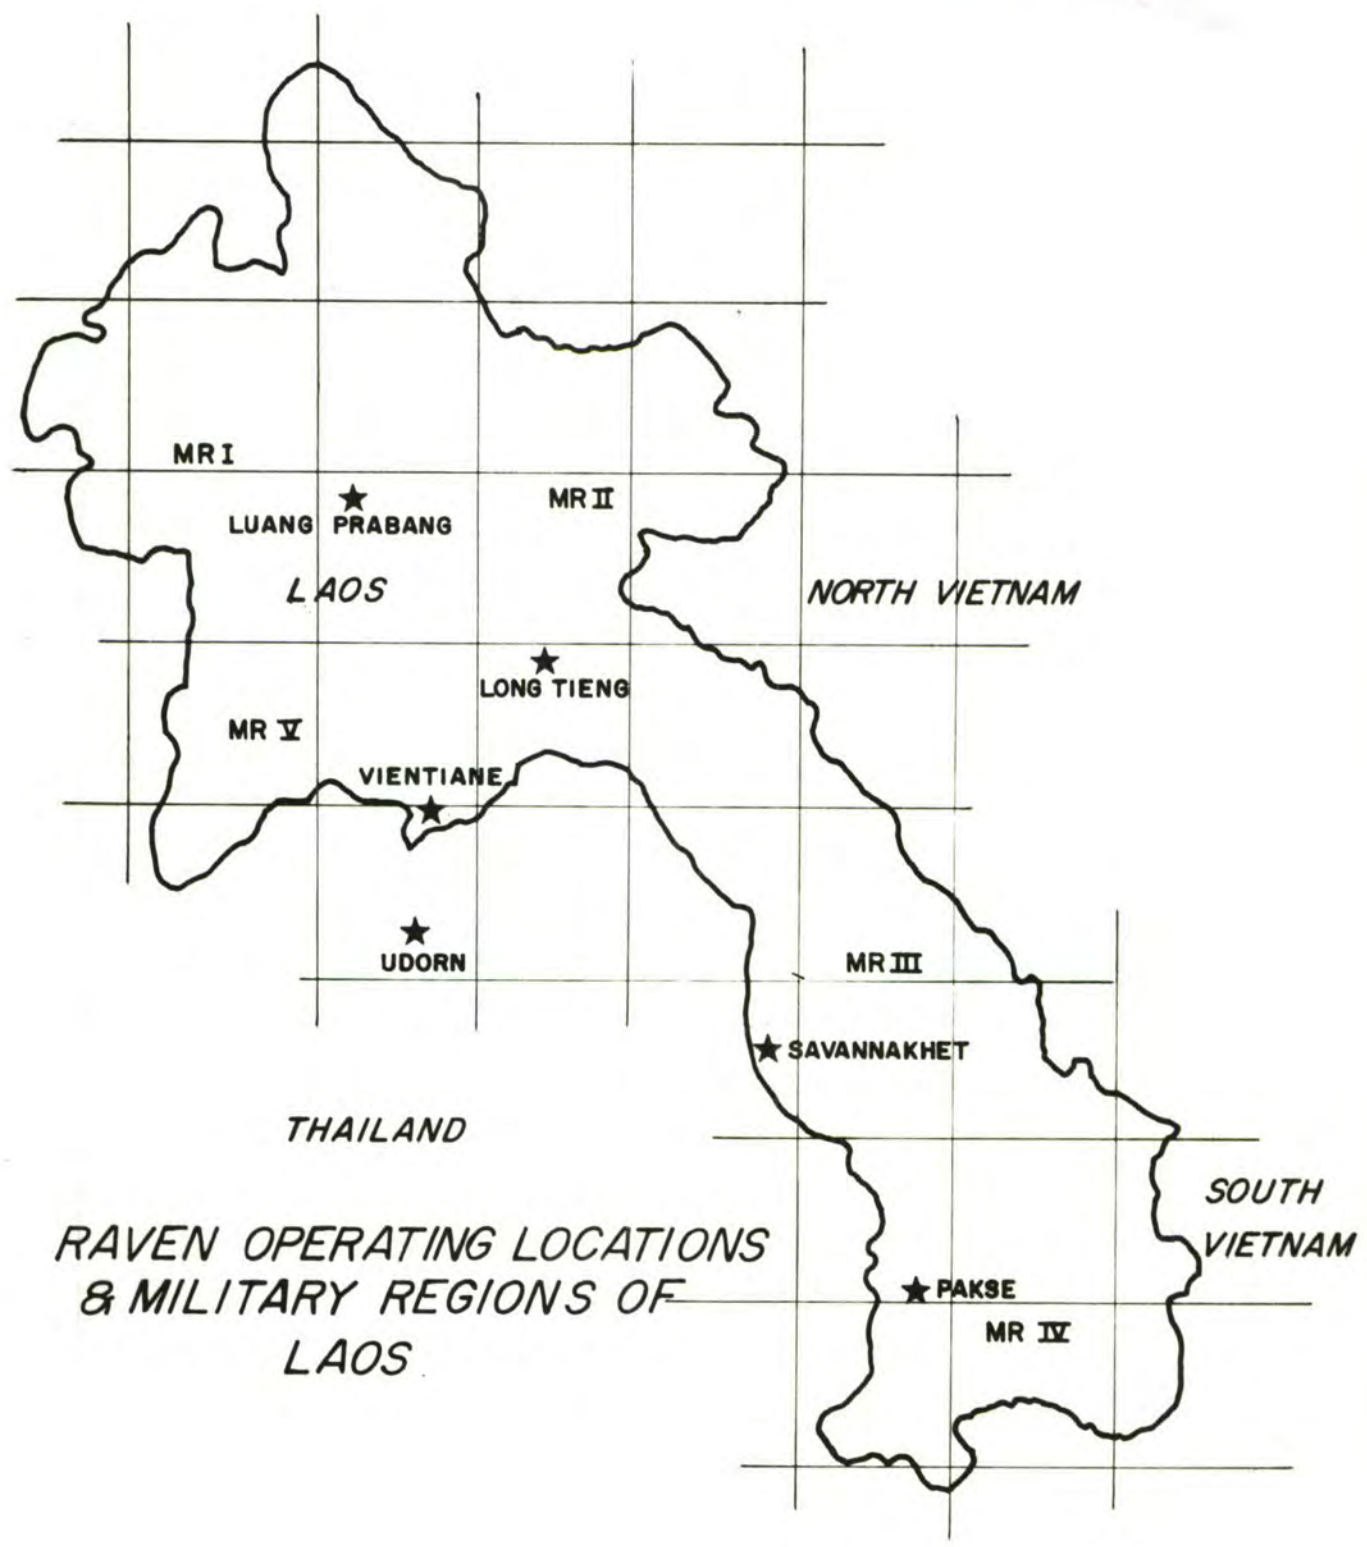 MR I
MR II
LUANG PRABANG
LAOS
NORTH VIETNAM
LONG TIENG
MR V
VIENTIANE
UDORN
MR III
SAVANNAKHET
THAILAND
SOUTH
VIETNAM
RAVEN OPERATING LOCATIONS
& MILITARY REGIONS OF
LAOS
PAKSE
MR IV